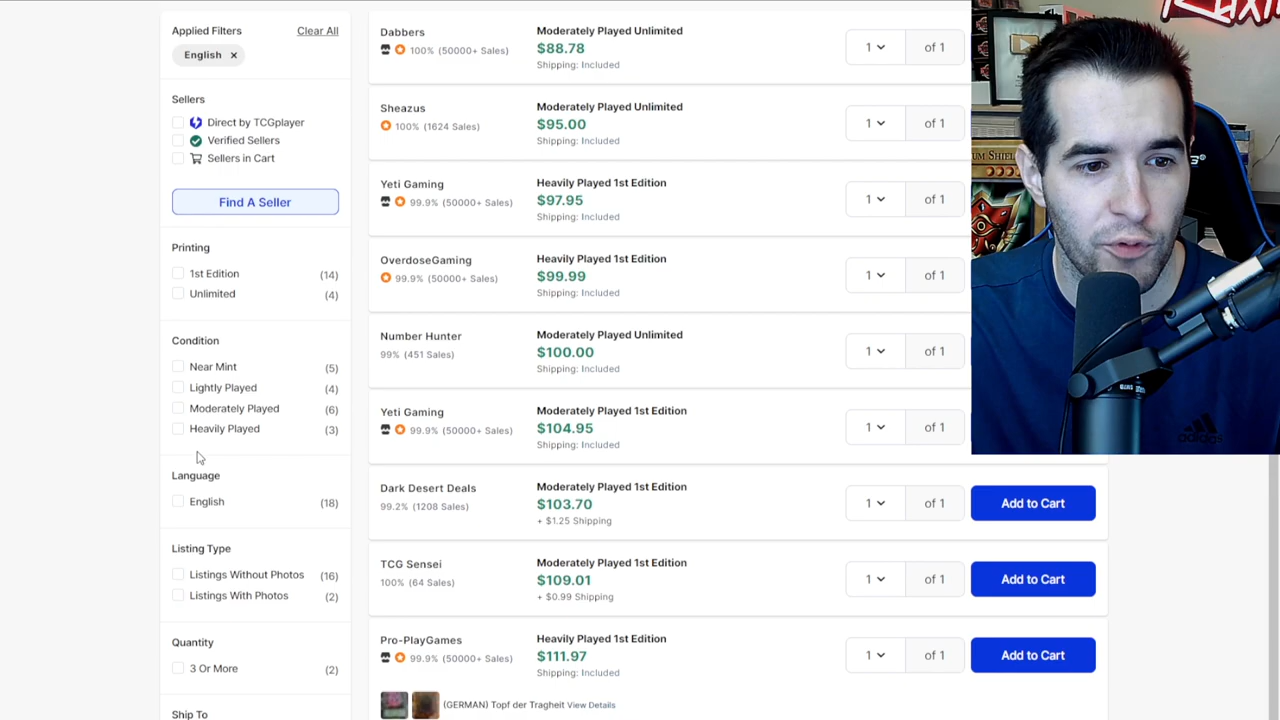 Applied Filters
Clear All
English ×
Sellers
Direct by TCGplayer
Verified Sellers
Sellers in Cart
Find A Seller
Printing
1st Edition (14)
Unlimited (4)
Condition
Near Mint (5)
Lightly Played (4)
Moderately Played (6)
Heavily Played (3)
Language
English (18)
Listing Type
Listings Without Photos (16)
Listings With Photos (2)
Quantity
3 Or More (2)
Ship To
Dabbers
100% (50000+ Sales)
Moderately Played Unlimited
$88.78
Shipping: Included
1 of 1
Sheazus
100% (1624 Sales)
Moderately Played Unlimited
$95.00
Shipping: Included
1 of 1
Yeti Gaming
99.9% (50000+ Sales)
Heavily Played 1st Edition
$97.95
Shipping: Included
1 of 1
OverdoseGaming
99.9% (50000+ Sales)
Heavily Played 1st Edition
$99.99
Shipping: Included
1 of 1
Number Hunter
99% (451 Sales)
Moderately Played Unlimited
$100.00
Shipping: Included
1 of 1
Yeti Gaming
99.9% (50000+ Sales)
Moderately Played 1st Edition
$104.95
Shipping: Included
1 of 1
Dark Desert Deals
99.2% (1208 Sales)
Moderately Played 1st Edition
$103.70
+ $1.25 Shipping
1 of 1
Add to Cart
TCG Sensei
100% (64 Sales)
Moderately Played 1st Edition
$109.01
+ $0.99 Shipping
1 of 1
Add to Cart
Pro-PlayGames
99.9% (50000+ Sales)
Heavily Played 1st Edition
$111.97
Shipping: Included
1 of 1
Add to Cart
(GERMAN) Topf der Tragheit View Details
adidas